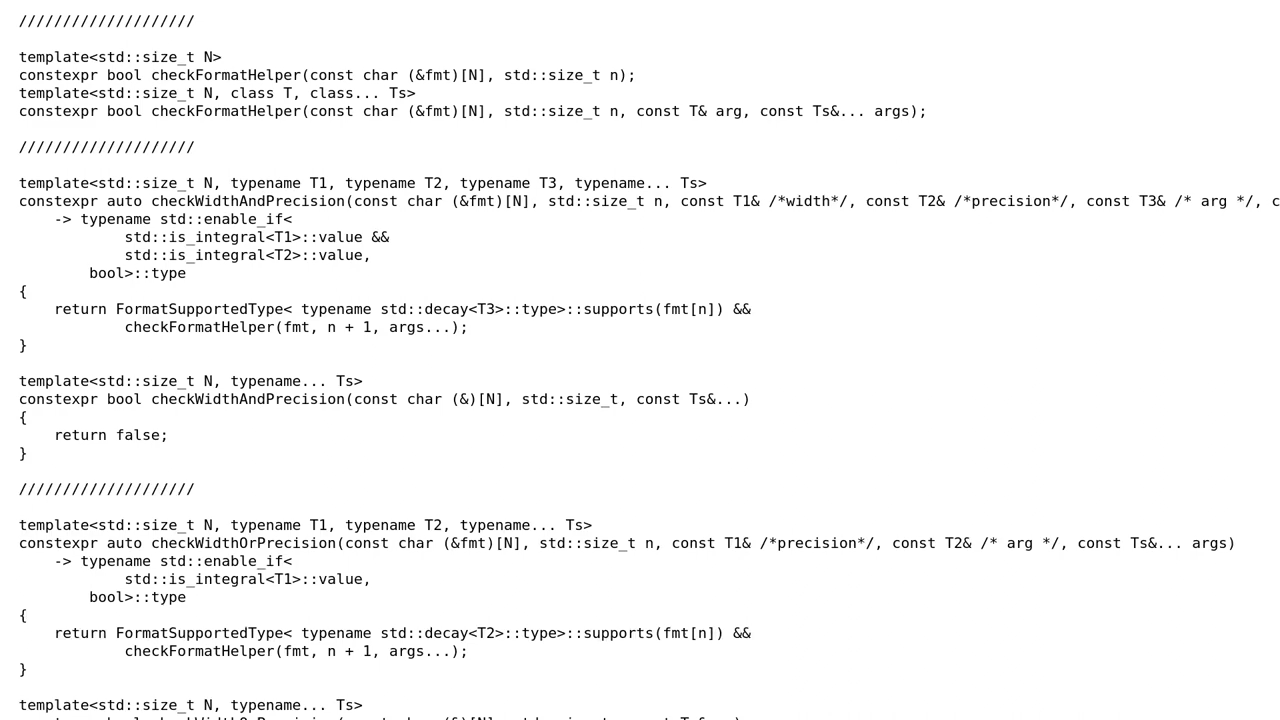 ////////////////////
template<std::size_t N>
constexpr bool checkFormatHelper(const char (&fmt)[N], std::size_t n);
template<std::size_t N, class T, class... Ts>
constexpr bool checkFormatHelper(const char (&fmt)[N], std::size_t n, const T& arg, const Ts&... args);
////////////////////
template<std::size_t N, typename T1, typename T2, typename T3, typename... Ts>
constexpr auto checkWidthAndPrecision(const char (&fmt)[N], std::size_t n, const T1& /*width*/, const T2& /*precision*/, const T3& /* arg */, c
    -> typename std::enable_if<
            std::is_integral<T1>::value &&
            std::is_integral<T2>::value,
        bool>::type
{
    return FormatSupportedType< typename std::decay<T3>::type>::supports(fmt[n]) &&
            checkFormatHelper(fmt, n + 1, args...);
}
template<std::size_t N, typename... Ts>
constexpr bool checkWidthAndPrecision(const char (&)[N], std::size_t, const Ts&...)
{
    return false;
}
////////////////////
template<std::size_t N, typename T1, typename T2, typename... Ts>
constexpr auto checkWidthOrPrecision(const char (&fmt)[N], std::size_t n, const T1& /*precision*/, const T2& /* arg */, const Ts&... args)
    -> typename std::enable_if<
            std::is_integral<T1>::value,
        bool>::type
{
    return FormatSupportedType< typename std::decay<T2>::type>::supports(fmt[n]) &&
            checkFormatHelper(fmt, n + 1, args...);
}
template<std::size_t N, typename... Ts>